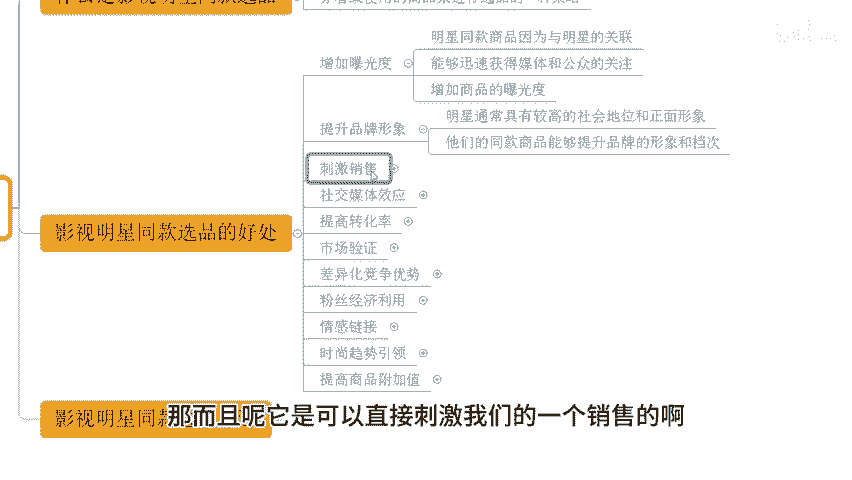 明星同款商品因为与明星的关联
增加曝光度
能够迅速获得媒体和公众的关注
增加商品的曝光度
明星通常具有较高的社会地位和正面形象
提升品牌形象
他们的同款商品能够提升品牌的形象和档次
刺激销售
社交媒体效应
提高转化率
影视明星同款选品的好处
市场验证
差异化竞争优势
粉丝经济利用
情感链接
时尚趋势引领
提高商品附加值
影视明星同款
那而且呢它是可以直接刺激我们的一个销售的啊